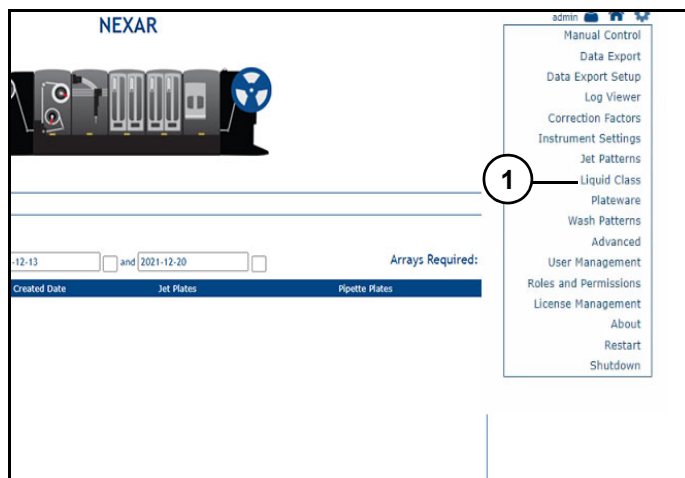 NEXAR
admin
Manual Control
Data Export
Data Export Setup
Log Viewer
Correction Factors
Instrument Settings
Jet Patterns
1
Liquid Class
Plateware
Wash Patterns
Advanced
User Management
Roles and Permissions
License Management
About
Restart
Shutdown
-12-13 and 2021-12-20 Arrays Required:
Created Date Jet Plates Pipette Plates